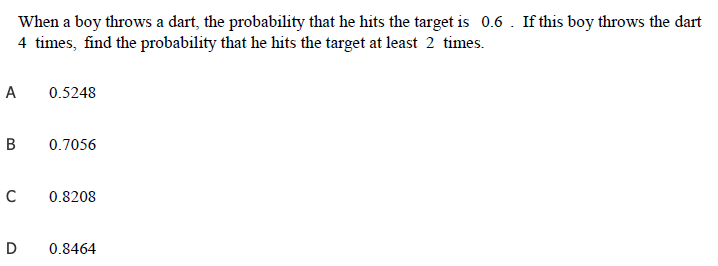 When a boy throws a dart, the probability that he hits the target is 0.6 . If this boy throws the dart
4 times, find the probability that he hits the target at least 2 times.
A 0.5248
B 0.7056
C 0.8208
D 0.8464